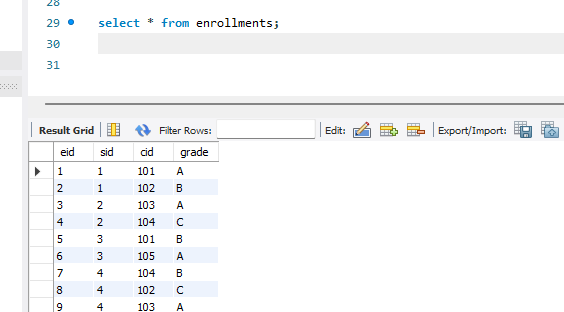 28
29 select * from enrollments;
30
31
Result Grid Filter Rows: Edit: Export/Import:
eid sid cid grade
1 1 101 A
2 1 102 B
3 2 103 A
4 2 104 C
5 3 101 B
6 3 105 A
7 4 104 B
8 4 102 C
9 4 103 A